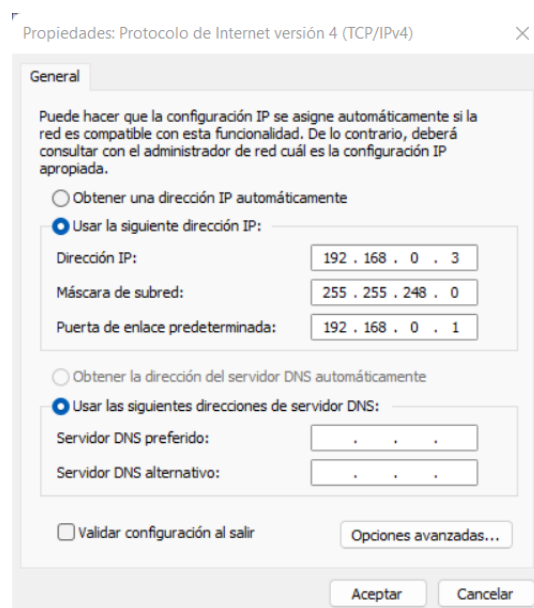 Propiedades: Protocolo de Internet versión 4 (TCP/IPv4)
General
Puede hacer que la configuración IP se asigne automáticamente si la
red es compatible con esta funcionalidad. De lo contrario, deberá
consultar con el administrador de red cuál es la configuración IP
apropiada.
Obtener una dirección IP automáticamente
Usar la siguiente dirección IP:
Dirección IP: 192 . 168 . 0 . 3
Máscara de subred: 255 . 255 . 248 . 0
Puerta de enlace predeterminada: 192 . 168 . 0 . 1
Obtener la dirección del servidor DNS automáticamente
Usar las siguientes direcciones de servidor DNS:
Servidor DNS preferido: . . .
Servidor DNS alternativo: . . .
Validar configuración al salir Opciones avanzadas...
Aceptar Cancelar